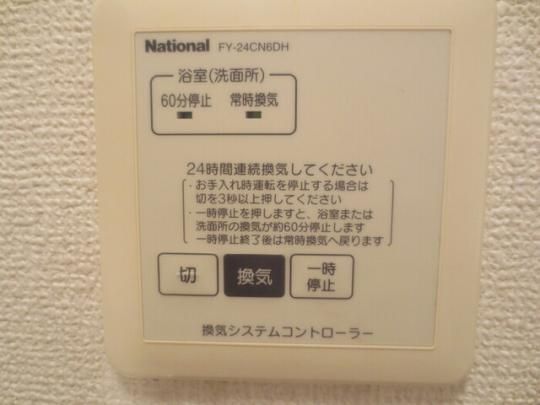 National FY-24CN6DH
浴室(洗面所)
60分停止 常時換気
24時間連続換気してください
・お手入れ時運転を停止する場合は
切を3秒以上押してください
・一時停止を押しますと、浴室または
洗面所の換気が約60分停止します
一時停止終了後は常時換気へ戻ります
切 換気 一時
停止
換気システムコントローラー